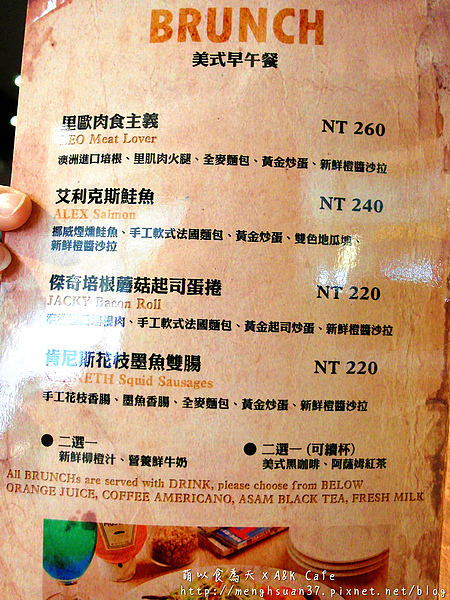 BRUNCH
美式早午餐
里歐肉食主義 NT 260
LEO Meat Lover
澳洲進口培根、里肌肉火腿、全麥麵包、黃金炒蛋、新鮮橙醬沙拉
艾利克斯鮭魚 NT 240
ALEX Salmon
挪威煙燻鮭魚、手工軟式法國麵包、黃金炒蛋、雙色地瓜塊、
新鮮橙醬沙拉
傑奇培根蘑菇起司蛋捲 NT 220
JACKY Bacon Roll
培根肉、手工軟式法國麵包、黃金起司炒蛋、新鮮橙醬沙拉
肯尼斯花枝墨魚雙腸 NT 220
KENNETH Squid Sausages
手工花枝香腸、墨魚香腸、全麥麵包、黃金炒蛋、新鮮橙醬沙拉
● 二選一
新鮮柳橙汁、營養鮮牛奶
● 二選一 (可續杯)
美式黑咖啡、阿薩姆紅茶
All BRUNCHs are served with DRINK, please choose from BELOW
ORANGE JUICE, COFFEE AMERICANO, ASAM BLACK TEA, FRESH MILK
萌以食為天 X A&K Cafe
http://menghsuan37.pixnet.net/blog